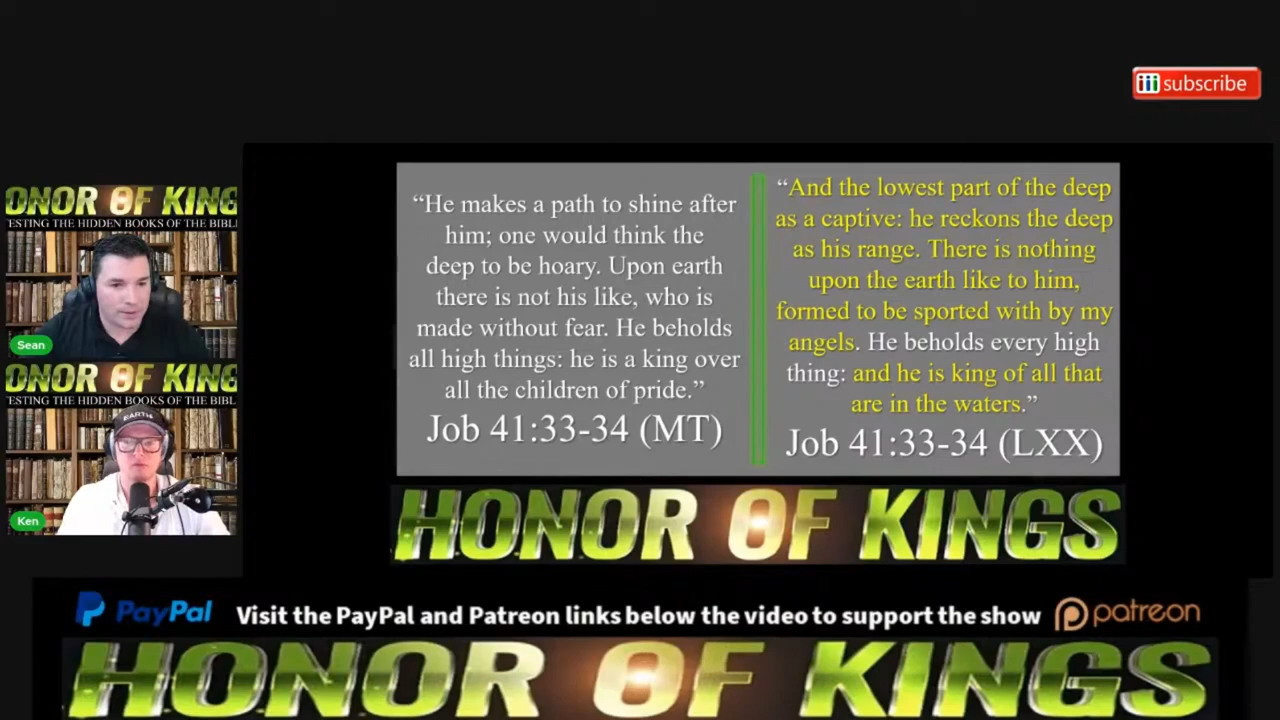 subscribe
ONOR OF KING
ESTING THE HIDDEN BOOKS OF THE BIBL
Sean
ONOR OF KING
ESTING THE HIDDEN BOOKS OF THE BIBL
EARTH
Ken
“He makes a path to shine after
him; one would think the
deep to be hoary. Upon earth
there is not his like, who is
made without fear. He beholds
all high things: he is a king over
all the children of pride.”
Job 41:33-34 (MT)
“And the lowest part of the deep
as a captive: he reckons the deep
as his range. There is nothing
upon the earth like to him,
formed to be sported with by my
angels. He beholds every high
thing: and he is king of all that
are in the waters.”
Job 41:33-34 (LXX)
HONOR OF KINGS
PayPal Visit the PayPal and Patreon links below the video to support the show patreon
HONOR OF KINGS